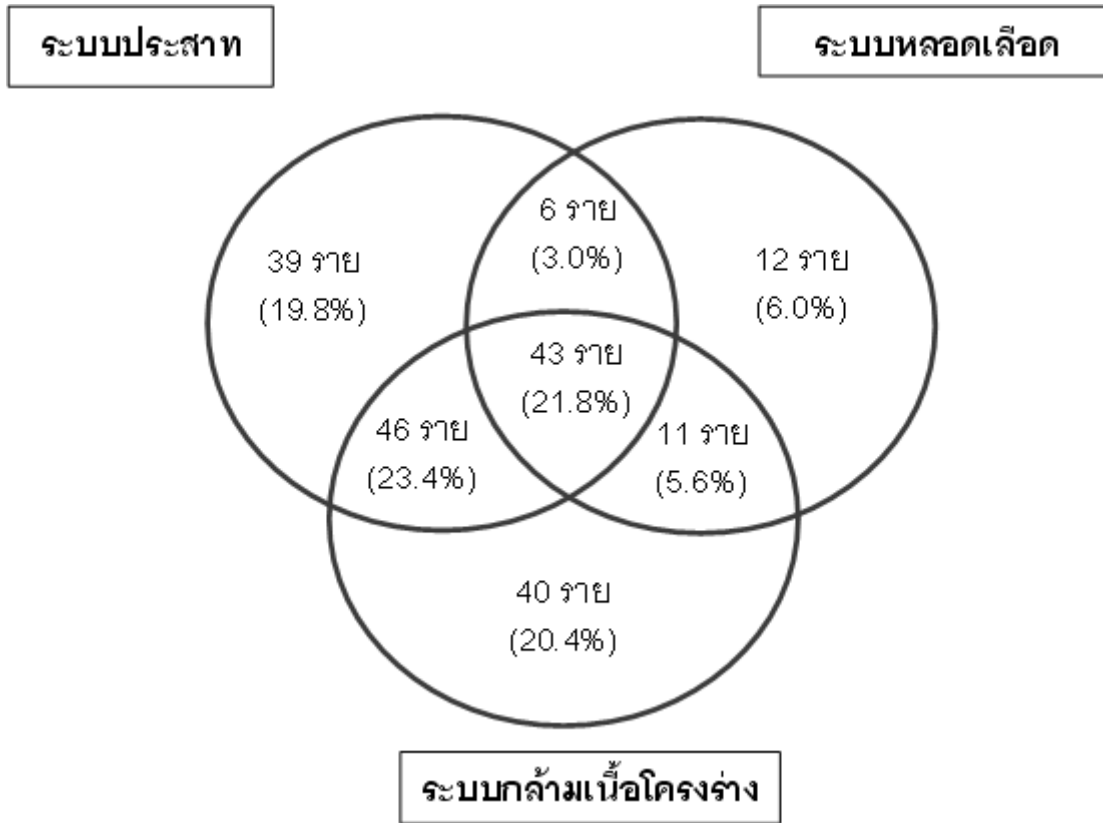 ระบบประสาท
ระบบหลอดเลือด
6 ราย
(3.0%)
39 ราย
(19.8%)
12 ราย
(6.0%)
43 ราย
(21.8%)
46 ราย
(23.4%)
11 ราย
(5.6%)
40 ราย
(20.4%)
ระบบกล้ามเนื้อโครงร่าง